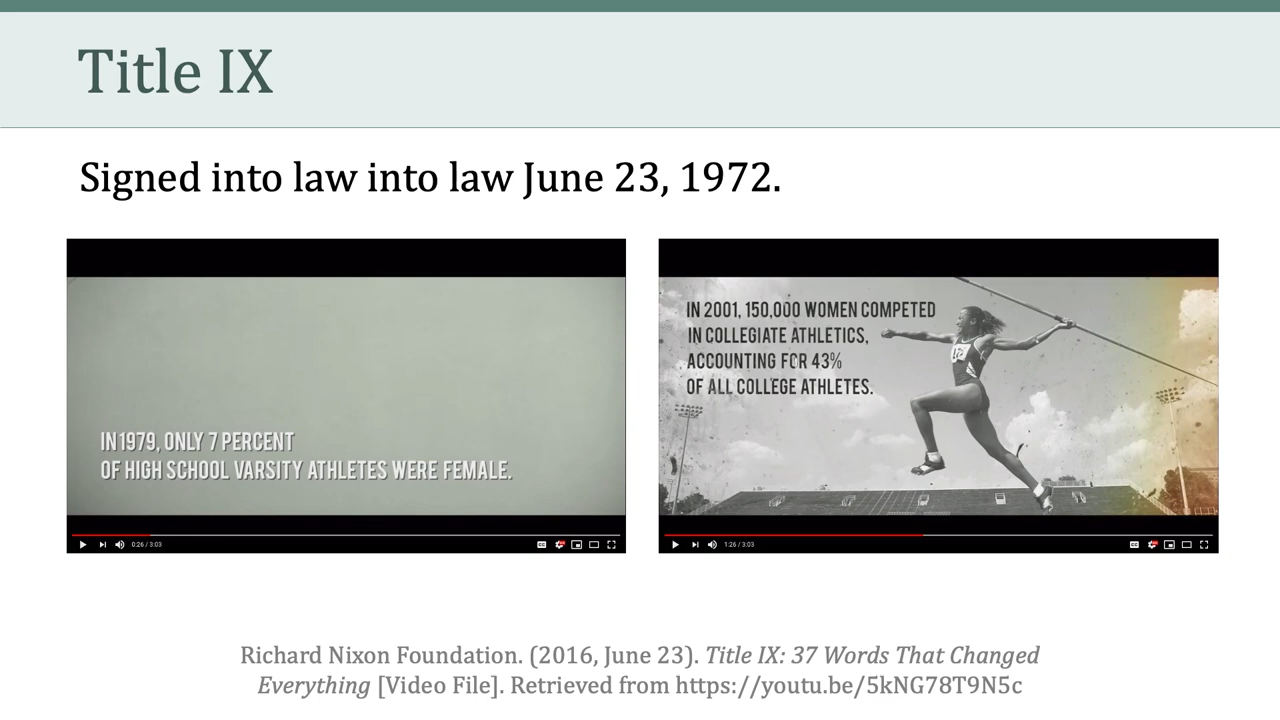 Title IX
Signed into law into law June 23, 1972.
IN 1979, ONLY 7 PERCENT
OF HIGH SCHOOL VARSITY ATHLETES WERE FEMALE.
0:26 / 3:03
IN 2001, 150,000 WOMEN COMPETED
IN COLLEGIATE ATHLETICS,
ACCOUNTING FOR 43%
OF ALL COLLEGE ATHLETES.
1:26 / 3:03
Richard Nixon Foundation. (2016, June 23). Title IX: 37 Words That Changed
Everything [Video File]. Retrieved from https://youtu.be/5kNG78T9N5c